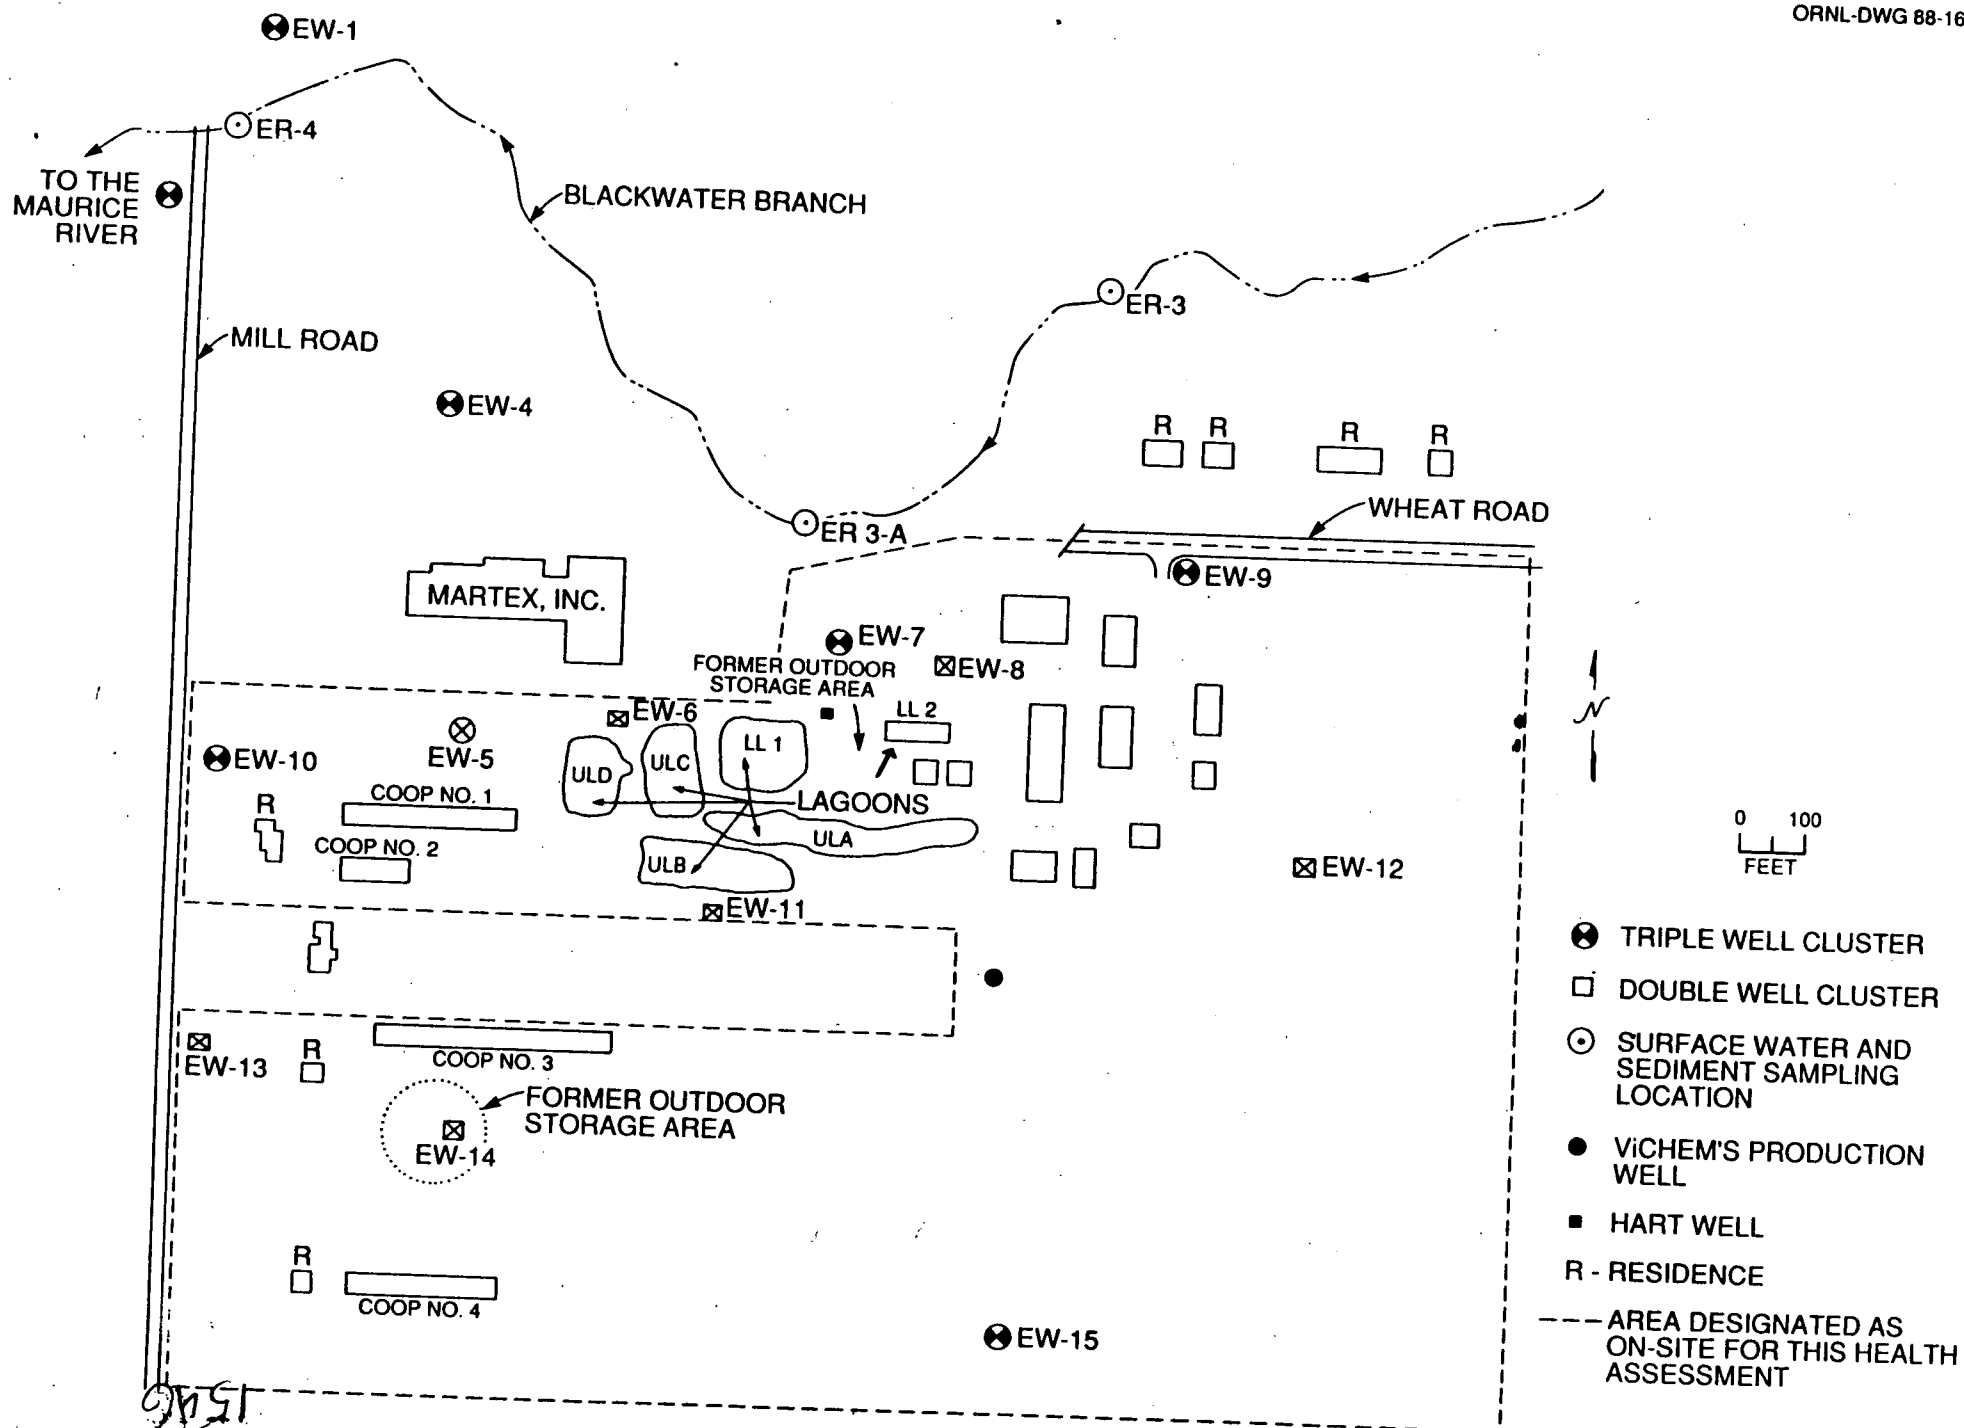 ORNL-DWG 88-16
EW-1
ER-4
TO THE
MAURICE
RIVER
BLACKWATER BRANCH
ER-3
MILL ROAD
EW-4
R
R
R
R
WHEAT ROAD
ER 3-A
EW-9
MARTEX, INC.
EW-7
FORMER OUTDOOR
STORAGE AREA
EW-8
EW-6
LL 2
EW-5
EW-10
ULD
ULC
LL 1
N
LAGOONS
COOP NO. 1
R
COOP NO. 2
ULA
ULB
EW-12
0 100
FEET
EW-11
EW-13
R
COOP NO. 3
FORMER OUTDOOR
STORAGE AREA
EW-14
R
COOP NO. 4
EW-15
TRIPLE WELL CLUSTER
DOUBLE WELL CLUSTER
SURFACE WATER AND
SEDIMENT SAMPLING
LOCATION
ViCHEM'S PRODUCTION
WELL
HART WELL
R - RESIDENCE
AREA DESIGNATED AS
ON-SITE FOR THIS HEALTH
ASSESSMENT